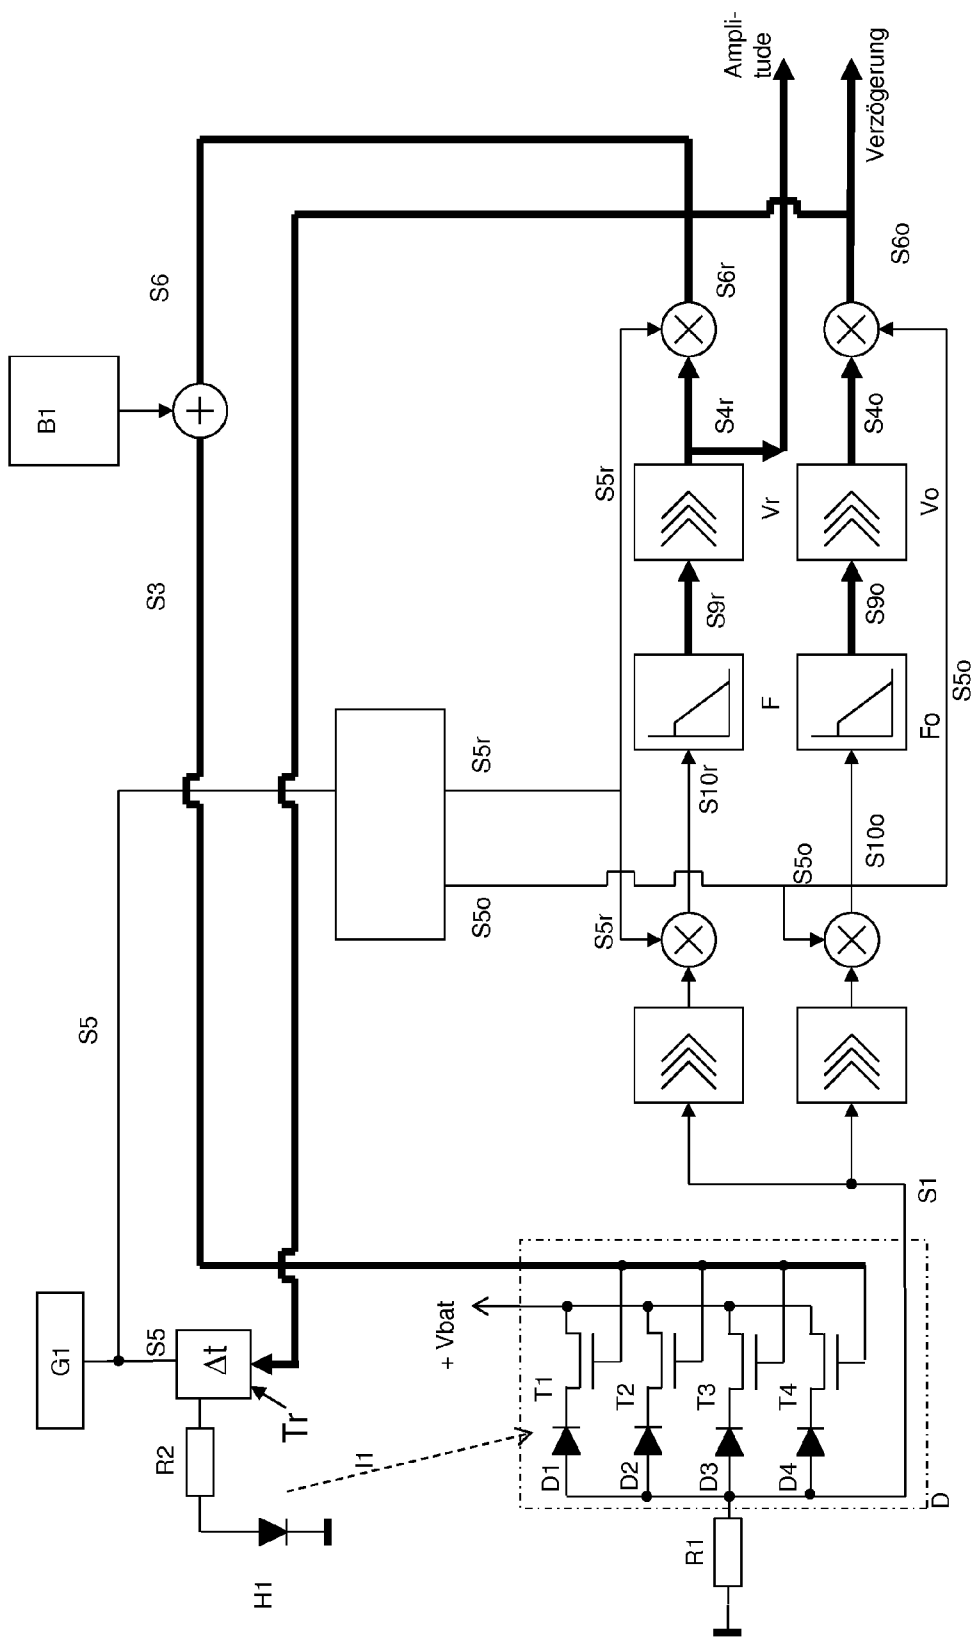 Ampli-
tude
Verzögerung
S6
S6r
S6o
B1
S5r
S4r
S4o
Vr
Vo
S3
S9r
S9o
F
Fo
S5o
S5r
S10r
S10o
S5o
S5o
S5r
S5
S1
G1
S5
Δt
Tr
R2
H1
I1
+ Vbat
T1
T2
T3
T4
D1
D2
D3
D4
D
R1